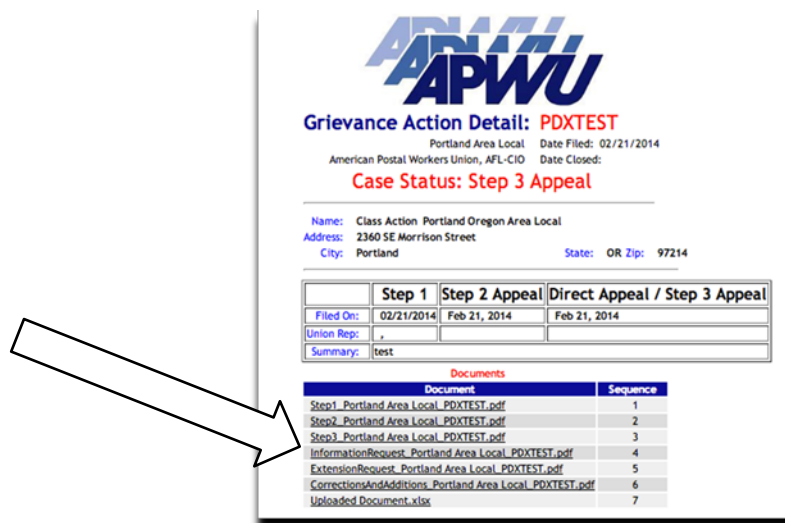 APWU
Grievance Action Detail: PDXTEST
Portland Area Local Date Filed: 02/21/2014
American Postal Workers Union, AFL-CIO Date Closed:
Case Status: Step 3 Appeal
Name: Class Action Portland Oregon Area Local
Address: 2360 SE Morrison Street
City: Portland State: OR Zip: 97214
Step 1 Step 2 Appeal Direct Appeal / Step 3 Appeal
Filed On: 02/21/2014 Feb 21, 2014 Feb 21, 2014
Union Rep: ,
Summary: test
Documents
Document Sequence
Step1_Portland Area Local_PDXTEST.pdf 1
Step2_Portland Area Local_PDXTEST.pdf 2
Step3_Portland Area Local_PDXTEST.pdf 3
InformationRequest_Portland Area Local_PDXTEST.pdf 4
ExtensionRequest_Portland Area Local_PDXTEST.pdf 5
CorrectionsAndAdditions_Portland Area Local_PDXTEST.pdf 6
Uploaded Document.xlsx 7